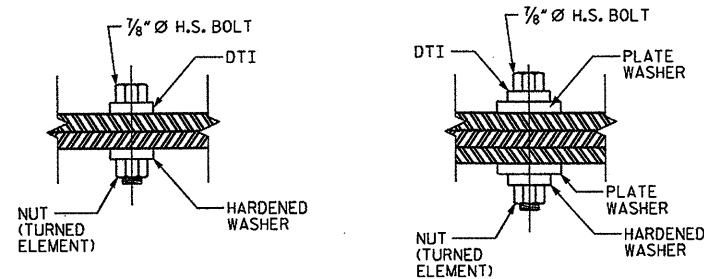 7/8" Ø H.S. BOLT
DTI
NUT
(TURNED
ELEMENT)
HARDENED
WASHER
7/8" Ø H.S. BOLT
DTI
PLATE
WASHER
PLATE
WASHER
HARDENED
WASHER
NUT
(TURNED
ELEMENT)